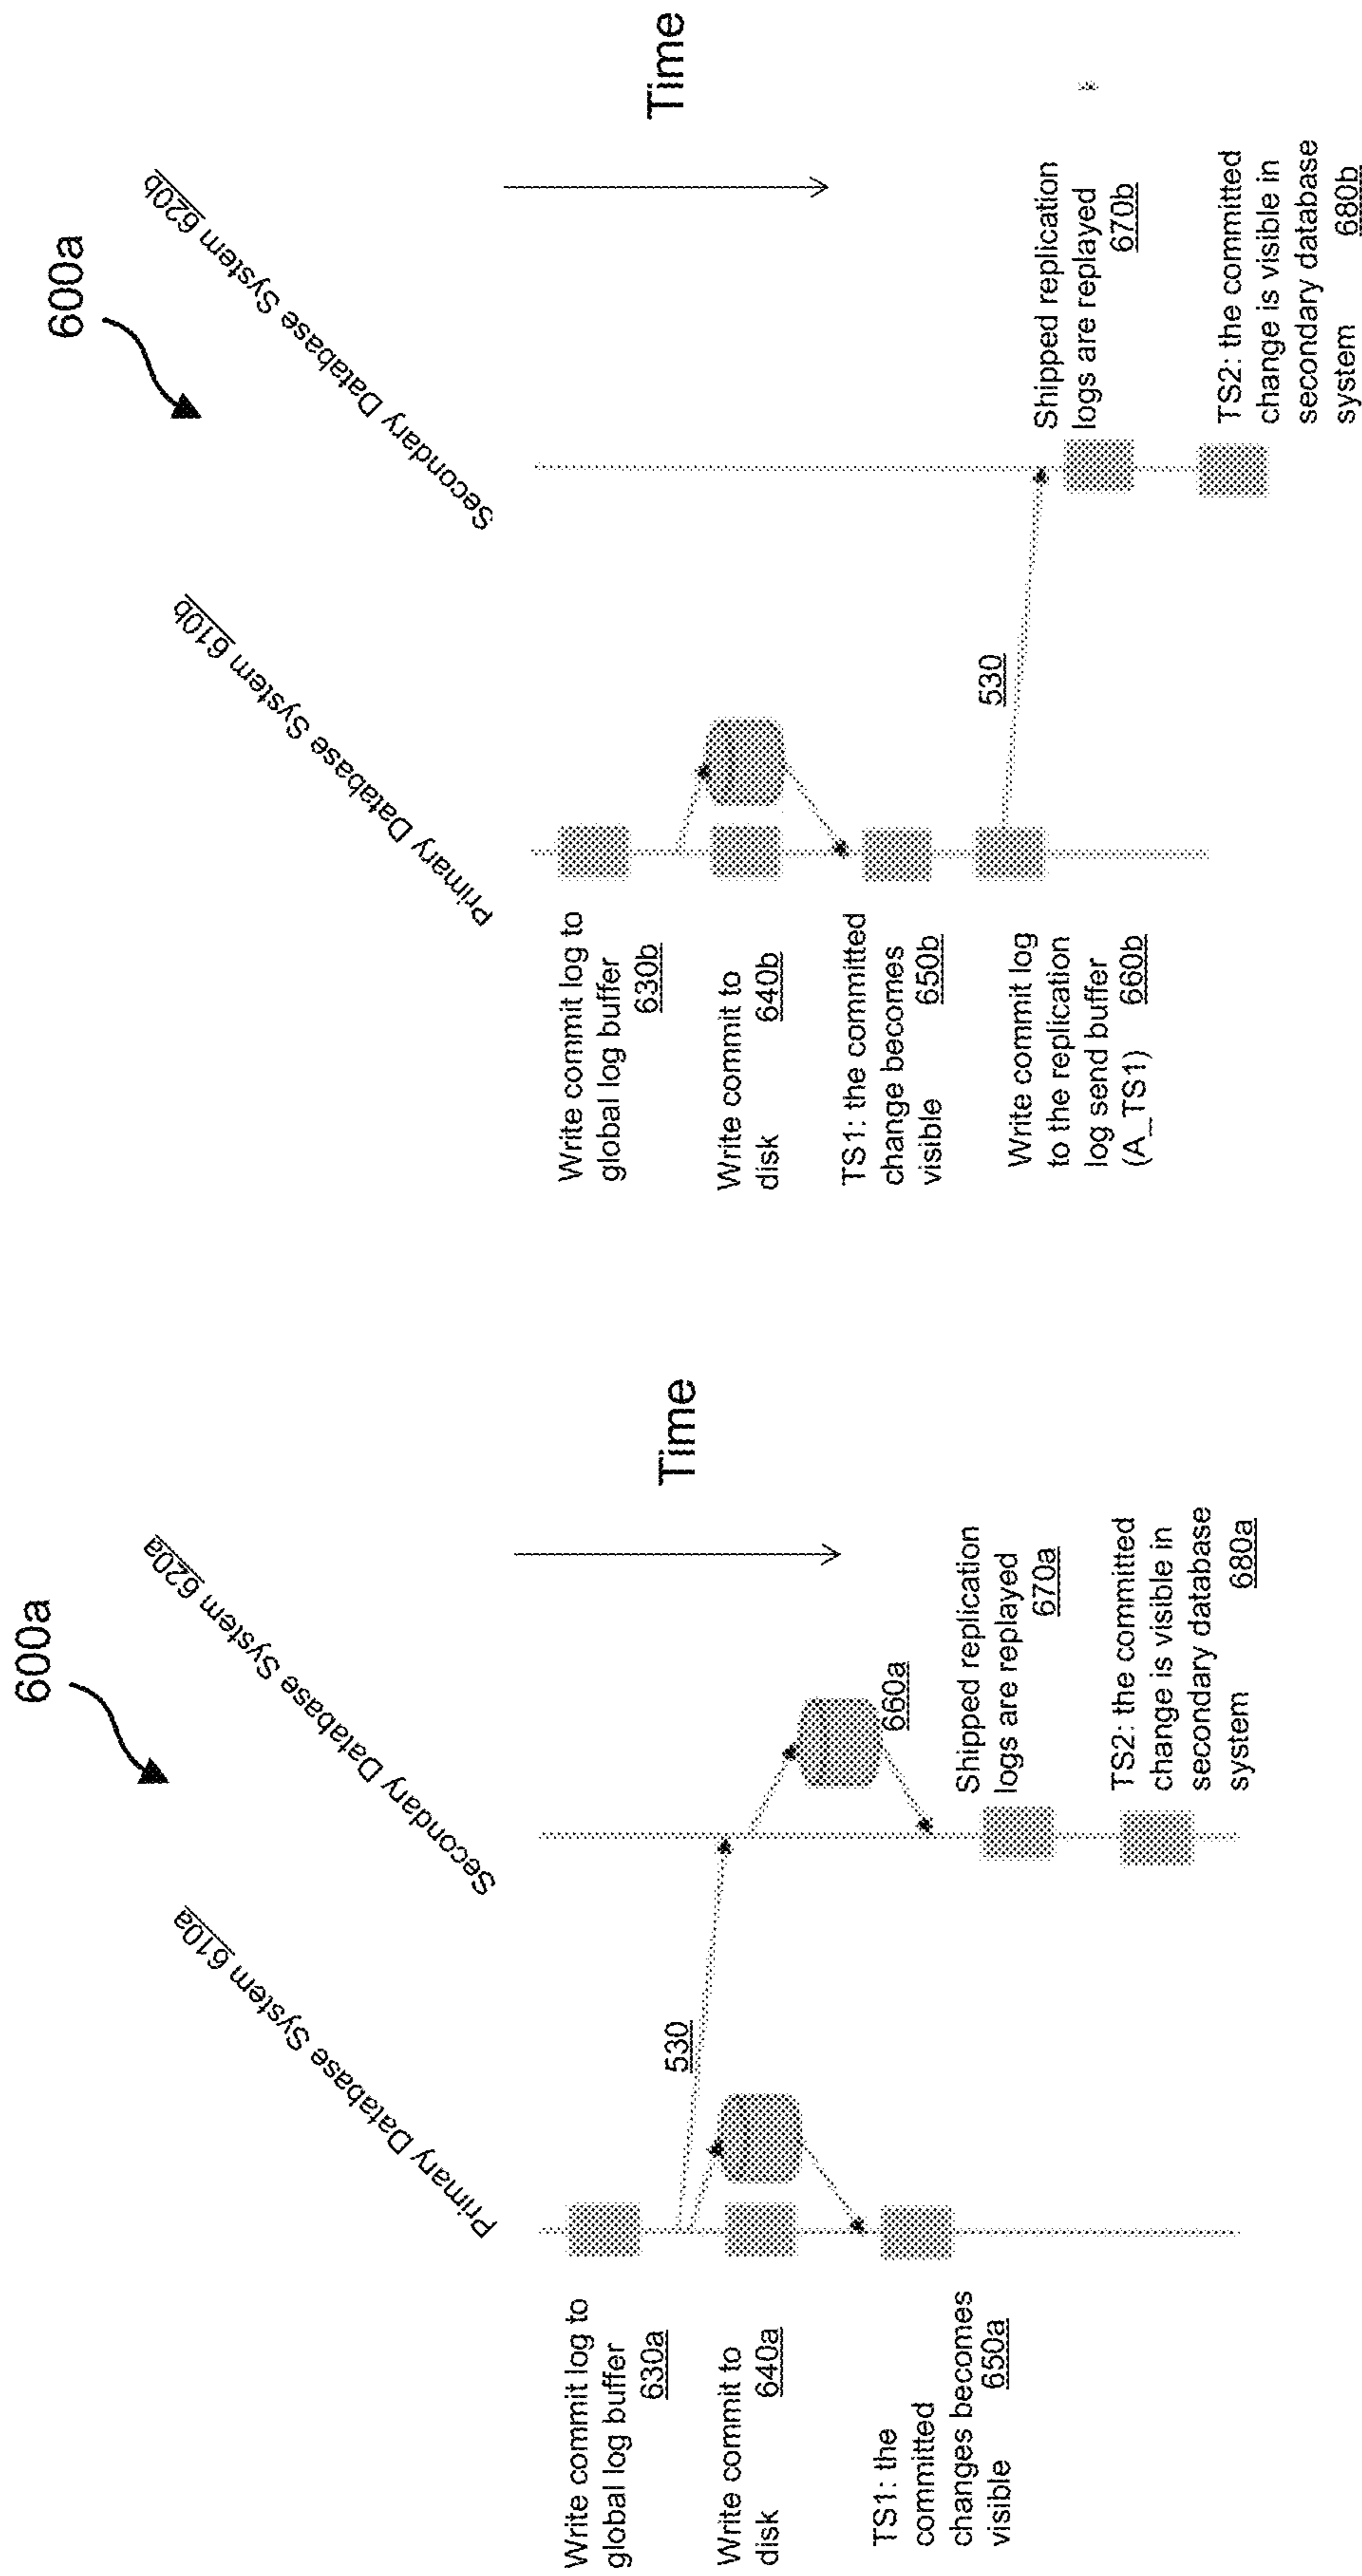 600a
Primary Database System 610a
Secondary Database System 620a
Time
Write commit log to
global log buffer
630a
Write commit to
disk
640a
TS1: the
committed
changes becomes
visible
650a
530
660a
Shipped replication
logs are replayed
670a
TS2: the committed
change is visible in
secondary database
system
680a
600a
Primary Database System 610b
Secondary Database System 620b
Time
Write commit log to
global log buffer
630b
Write commit to
disk
640b
TS1: the committed
change becomes
visible
650b
Write commit log
to the replication
log send buffer
(A_TS1)
660b
530
Shipped replication
logs are replayed
670b
TS2: the committed
change is visible in
secondary database
system
680b